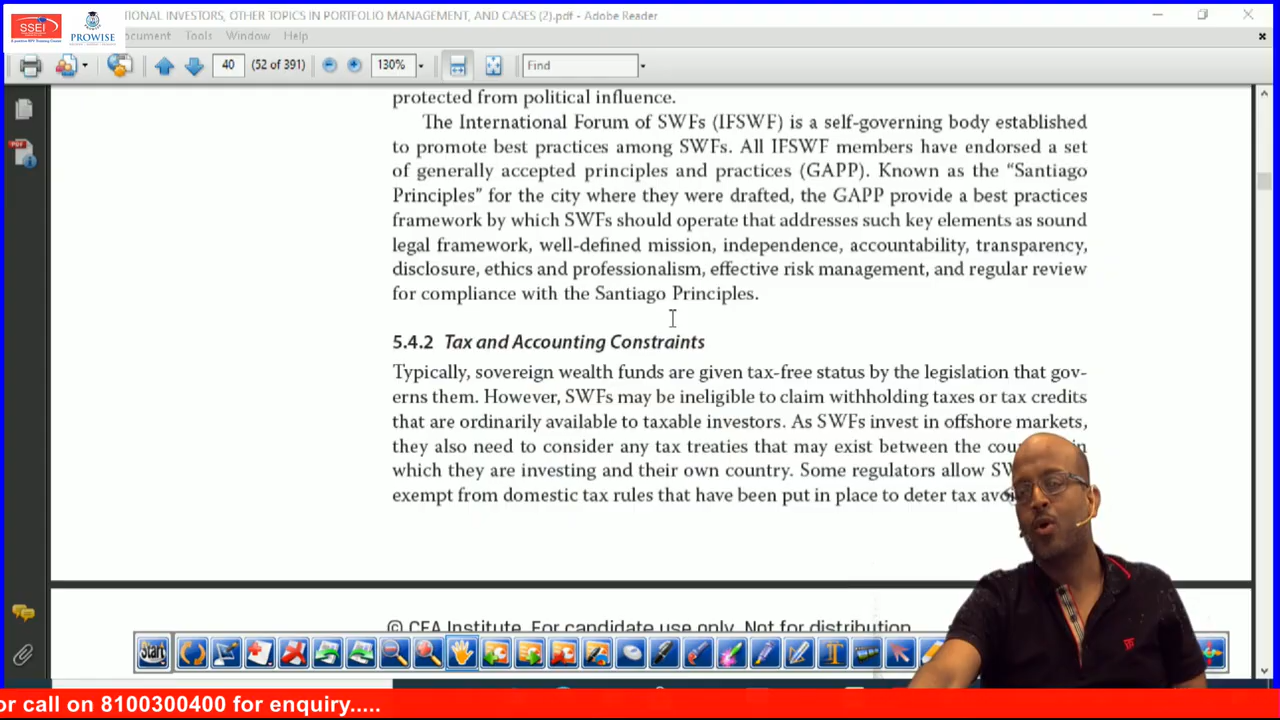 TIONAL INVESTORS, OTHER TOPICS IN PORTFOLIO MANAGEMENT, AND CASES (2).pdf - Adobe Reader
SSEI
PROWISE
ocument Tools Window Help
40 (52 of 391) 130% Find
protected from political influence.
The International Forum of SWFs (IFSWF) is a self-governing body established
to promote best practices among SWFs. All IFSWF members have endorsed a set
of generally accepted principles and practices (GAPP). Known as the “Santiago
Principles” for the city where they were drafted, the GAPP provide a best practices
framework by which SWFs should operate that addresses such key elements as sound
legal framework, well-defined mission, independence, accountability, transparency,
disclosure, ethics and professionalism, effective risk management, and regular review
for compliance with the Santiago Principles.
5.4.2 Tax and Accounting Constraints
Typically, sovereign wealth funds are given tax-free status by the legislation that gov-
erns them. However, SWFs may be ineligible to claim withholding taxes or tax credits
that are ordinarily available to taxable investors. As SWFs invest in offshore markets,
they also need to consider any tax treaties that may exist between the cou n
which they are investing and their own country. Some regulators allow SW
exempt from domestic tax rules that have been put in place to deter tax avo
© CFA Institute. For candidate use only. Not for distribution.
Start
or call on 8100300400 for enquiry.....